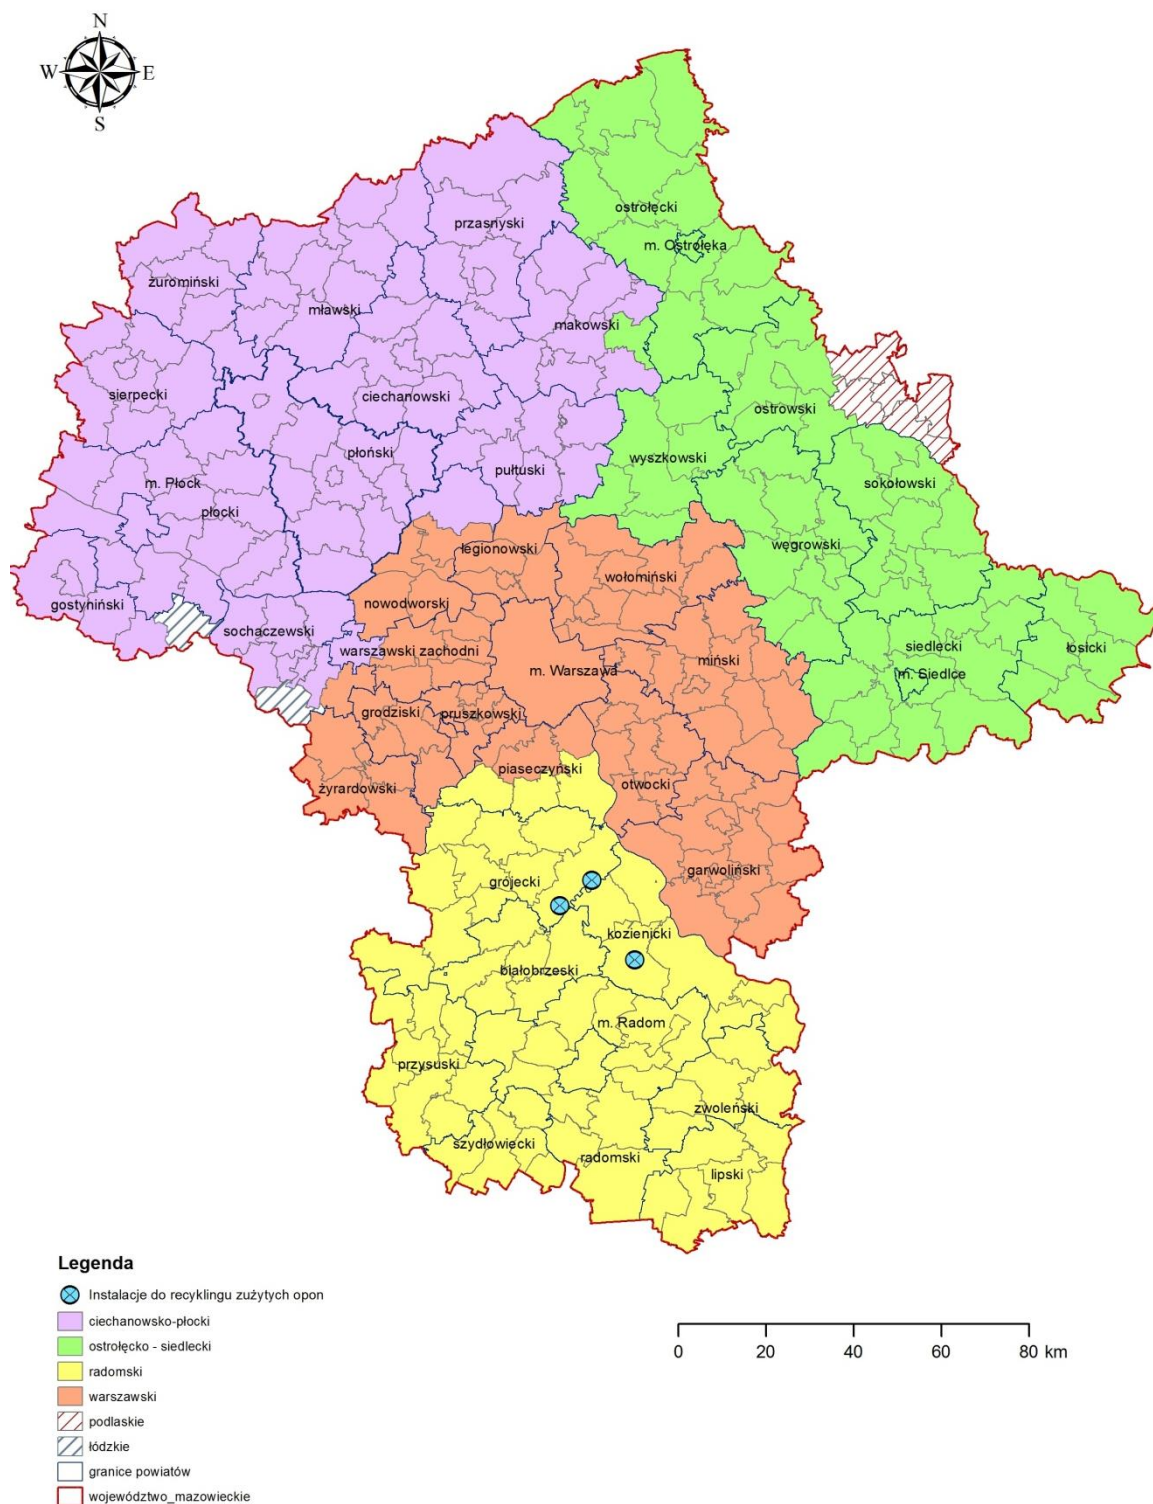 N
W E
S
ostrołęcki
przasnyski
m. Ostrołęka
żuromiński
mławski
makowski
sierpecki
ciechanowski
ostrowski
płoński
pułtuski
wyszkowski
sokołowski
m. Płock
płocki
węgrowski
legionowski
wołomiński
gostyniński
nowodworski
sochaczewski
warszawski zachodni
siedlecki
łosicki
m. Warszawa
miński
m. Siedlce
grodziski
pruszkowski
piaseczyński
żyrardowski
otwocki
garwoliński
grójecki
kozienicki
białobrzeski
m. Radom
przysuski
zwoleński
szydłowiecki
radomski
lipski
Legenda
Instalacje do recyklingu zużytych opon
ciechanowsko-płocki
ostrołęcko - siedlecki
radomski
warszawski
podlaskie
łódzkie
granice powiatów
województwo_mazowieckie
0 20 40 60 80 km